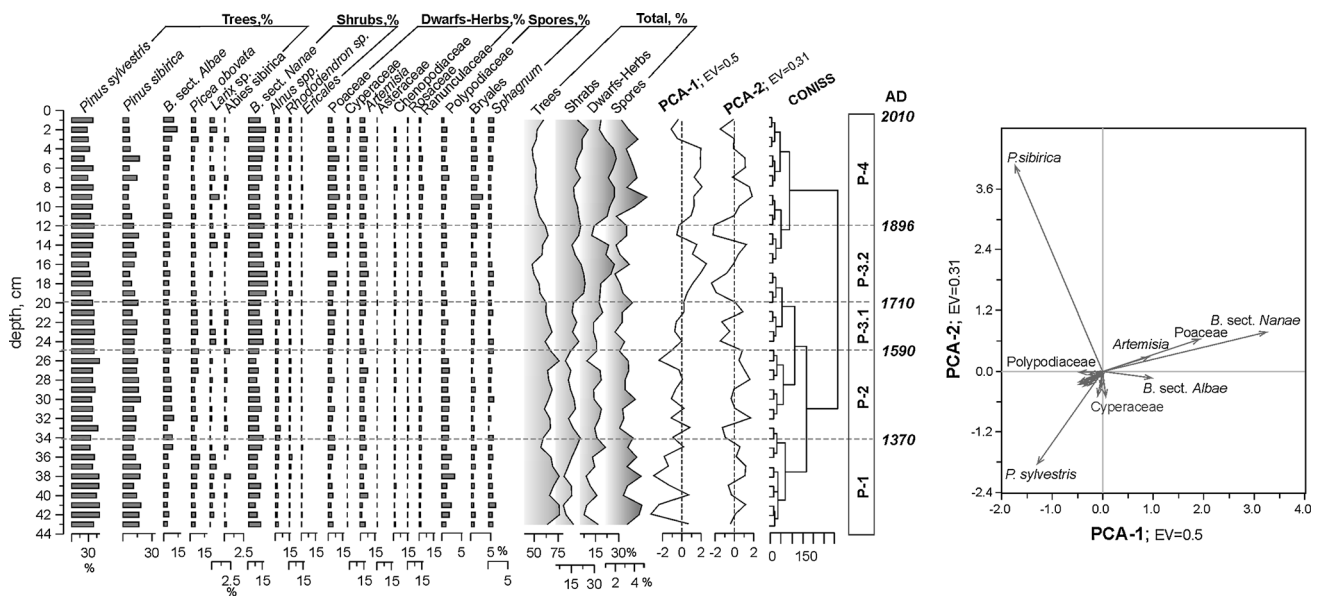 Trees,%
Shrubs,%
Dwarfs-Herbs,%
Spores,%
Total, %
Pinus sylvestris
Pinus sibirica
B. sect. Albae
Picea obovata
Larix sp.
Abies sibirica
B. sect. Nanae
Alnus spp.
Rhododendron sp.
Ericales
Poaceae
Cyperaceae
Artemisia
Asteraceae
Chenopodiaceae
Rosaceae
Ranunculaceae
Polypodiaceae
Bryales
Sphagnum
Trees
Shrabs
Dwarfs-Herbs
Spores
PCA-1; EV=0.5
PCA-2; EV=0.31
CONISS
AD
depth, cm
0
2
4
6
8
10
12
14
16
18
20
22
24
26
28
30
32
34
36
38
40
42
44
2010
1896
1710
1590
1370
P-4
P-3.2
P-3.1
P-2
P-1
30 30 15 15 2.5 15 15 15 15 15 15 15 5 5 5% 50 75 15 30% -2 0 2 -2 0 2 0 150
% 2.5 % 15 15 15 15 15 5 15 30 2 4 %
PCA-2; EV=0.31
3.6
2.4
1.2
0.0
-1.2
-2.4
P.sibirica
B. sect. Nanae
Poaceae
Artemisia
Polypodiaceae
B. sect. Albae
Cyperaceae
P. sylvestris
-2.0 -1.0 0.0 1.0 2.0 3.0 4.0
PCA-1; EV=0.5